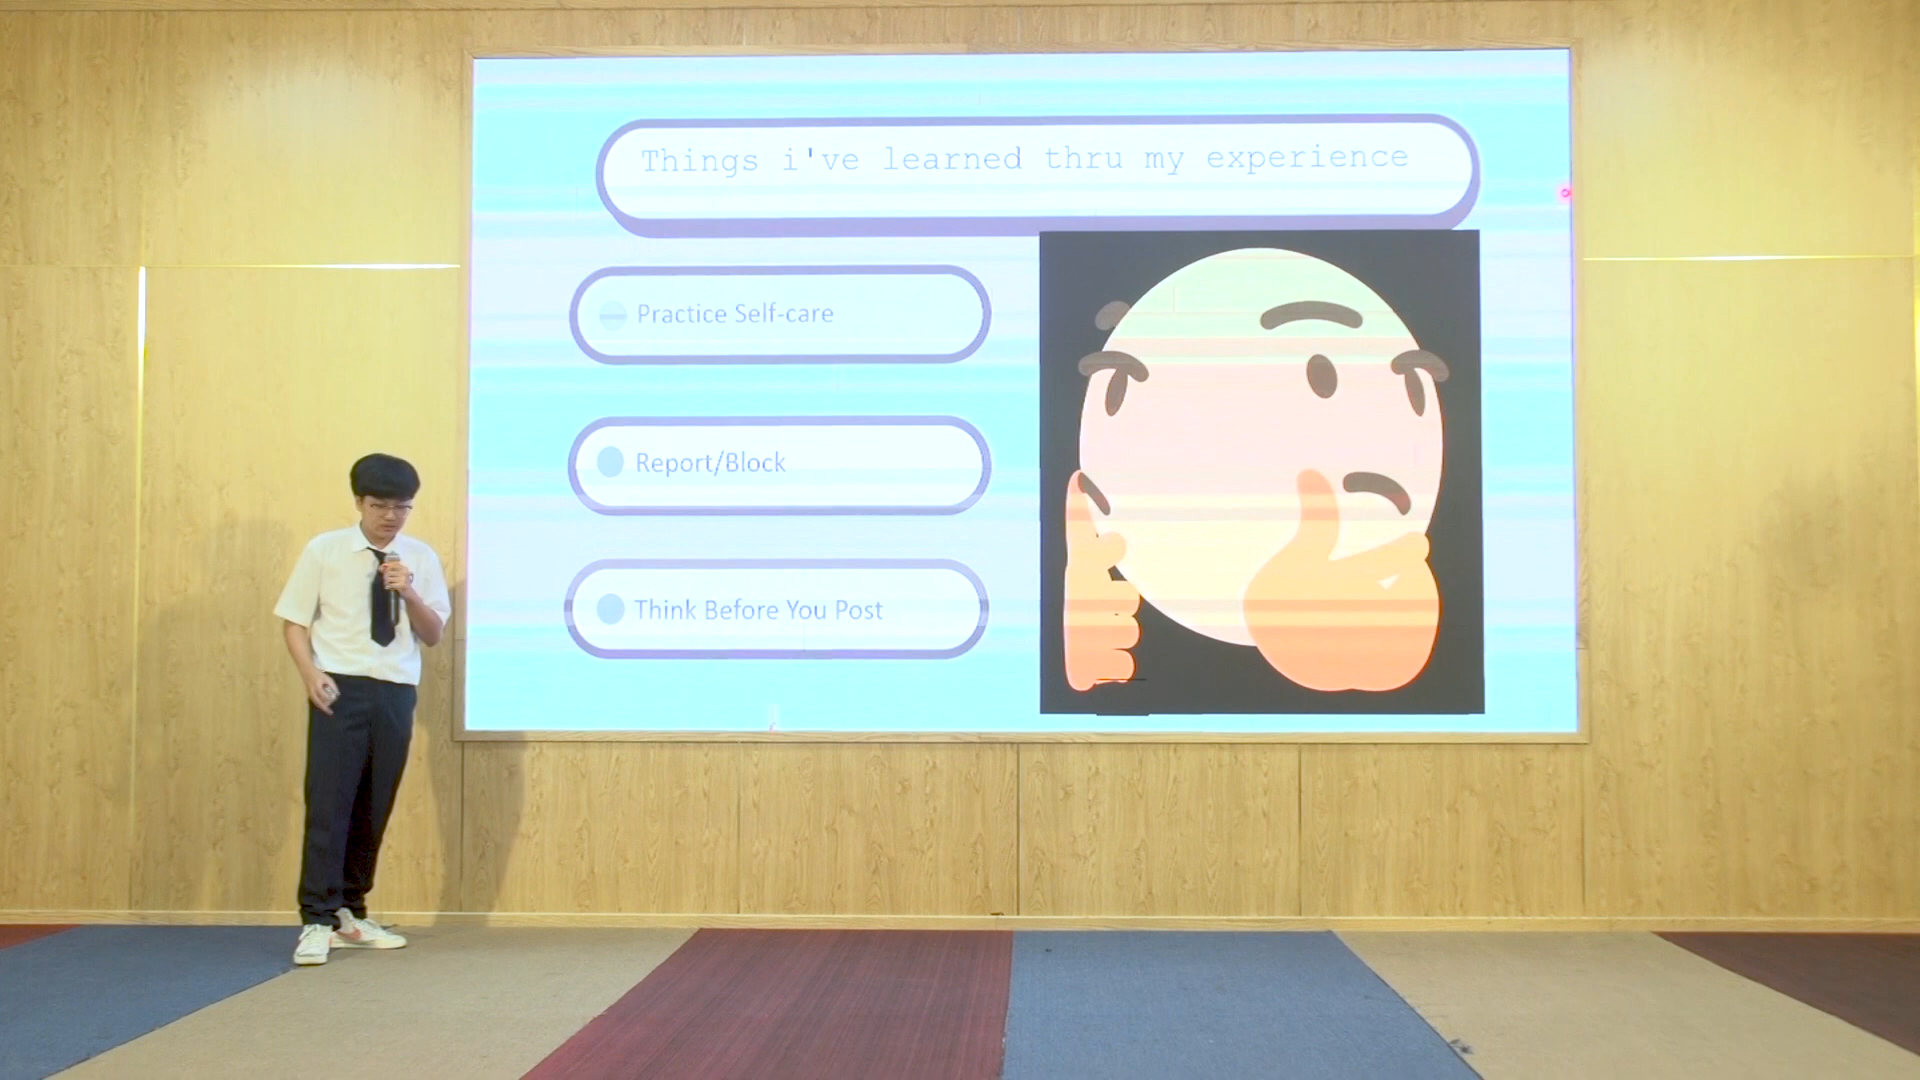 Things i've learned thru my experience
Practice Self-care
Report/Block
Think Before You Post